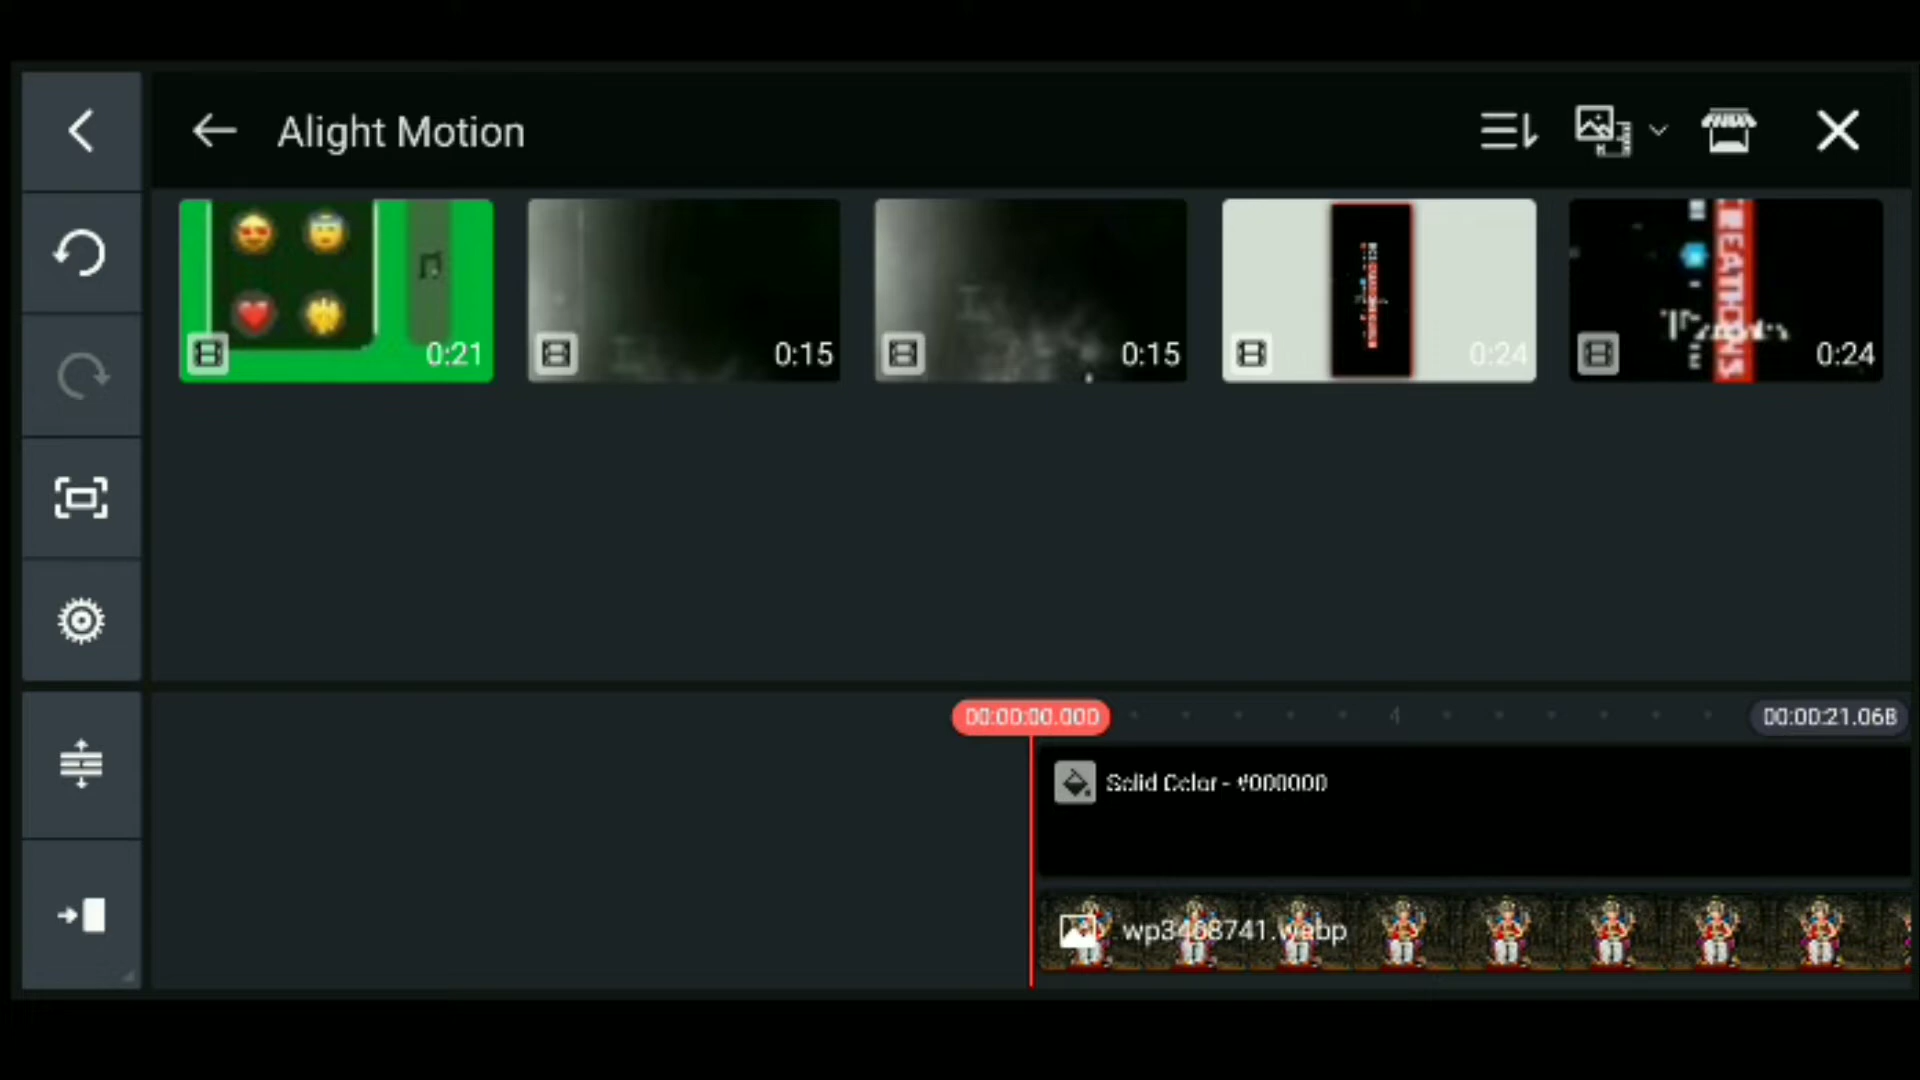 Alight Motion
0:21
0:15
0:15
0:24
0:24
00:00:00.000
4
00:00:21.068
Solid Color - #000000
wp3468741.webp